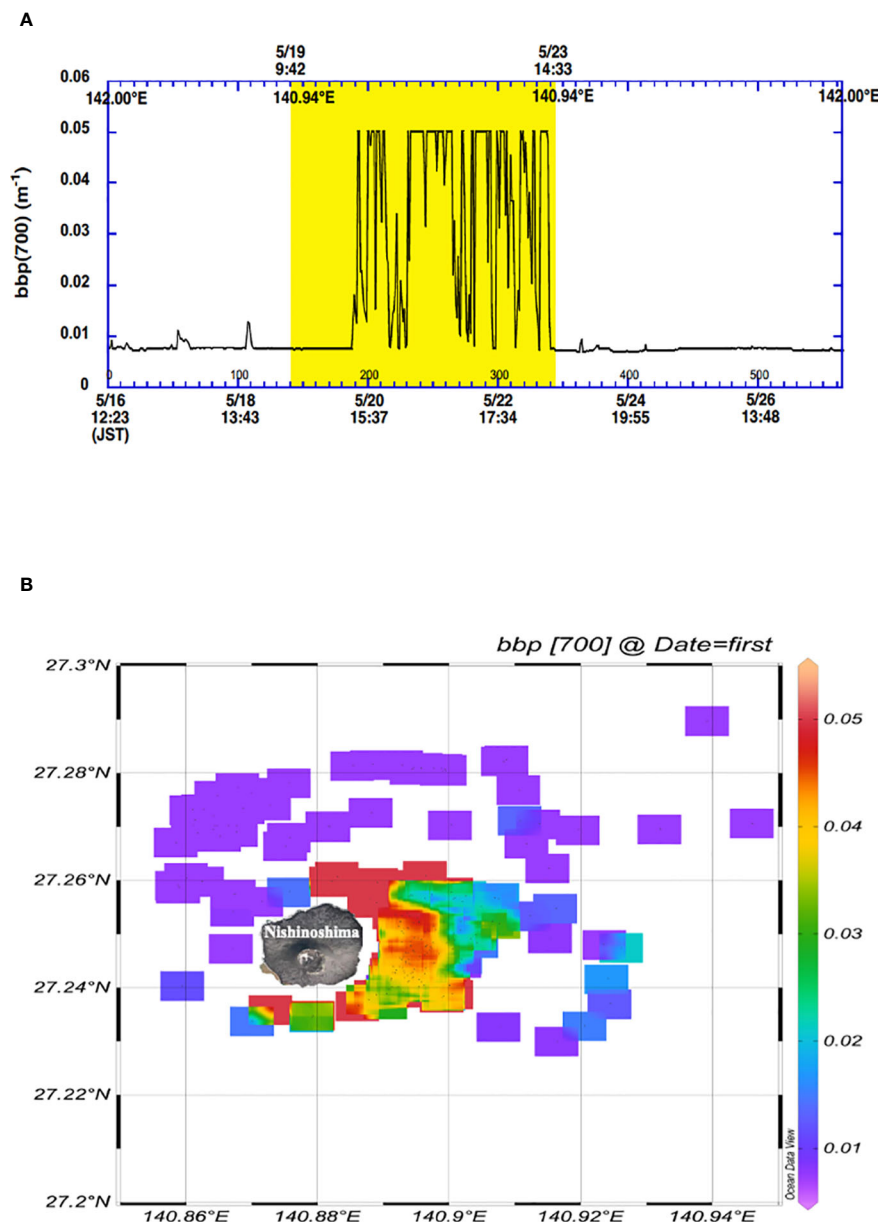 A
5/19
9:42
5/23
14:33
0.06
142.00°E
140.94°E
140.94°E
142.00°E
0.05
0.04
0.03
0.02
0.01
0
bbp(700) (m⁻¹)
0
100
200
300
400
500
5/16
12:23
(JST)
5/18
13:43
5/20
15:37
5/22
17:34
5/24
19:55
5/26
13:48
B
bbp [700] @ Date=first
27.3°N
27.28°N
27.26°N
27.24°N
27.22°N
27.2°N
Nishinoshima
0.05
0.04
0.03
0.02
0.01
Ocean Data View
140.86°E
140.88°E
140.9°E
140.92°E
140.94°E